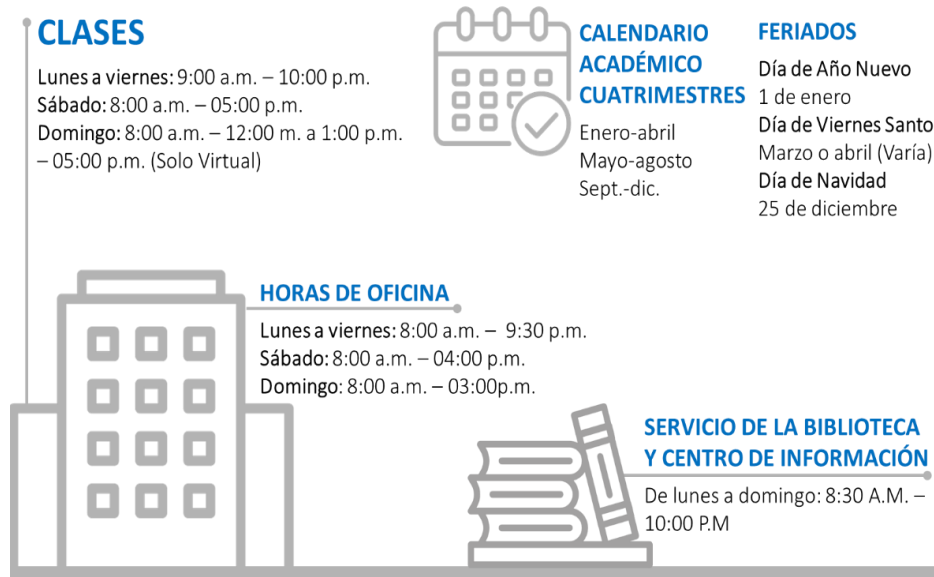 CLASES
Lunes a viernes: 9:00 a.m. – 10:00 p.m.
Sábado: 8:00 a.m. – 05:00 p.m.
Domingo: 8:00 a.m. – 12:00 m. a 1:00 p.m.
– 05:00 p.m. (Solo Virtual)
CALENDARIO
ACADÉMICO
CUATRIMESTRES
Enero-abril
Mayo-agosto
Sept.-dic.
FERIADOS
Día de Año Nuevo
1 de enero
Día de Viernes Santo
Marzo o abril (Varía)
Día de Navidad
25 de diciembre
HORAS DE OFICINA
Lunes a viernes: 8:00 a.m. – 9:30 p.m.
Sábado: 8:00 a.m. – 04:00 p.m.
Domingo: 8:00 a.m. – 03:00p.m.
SERVICIO DE LA BIBLIOTECA
Y CENTRO DE INFORMACIÓN
De lunes a domingo: 8:30 A.M. –
10:00 P.M